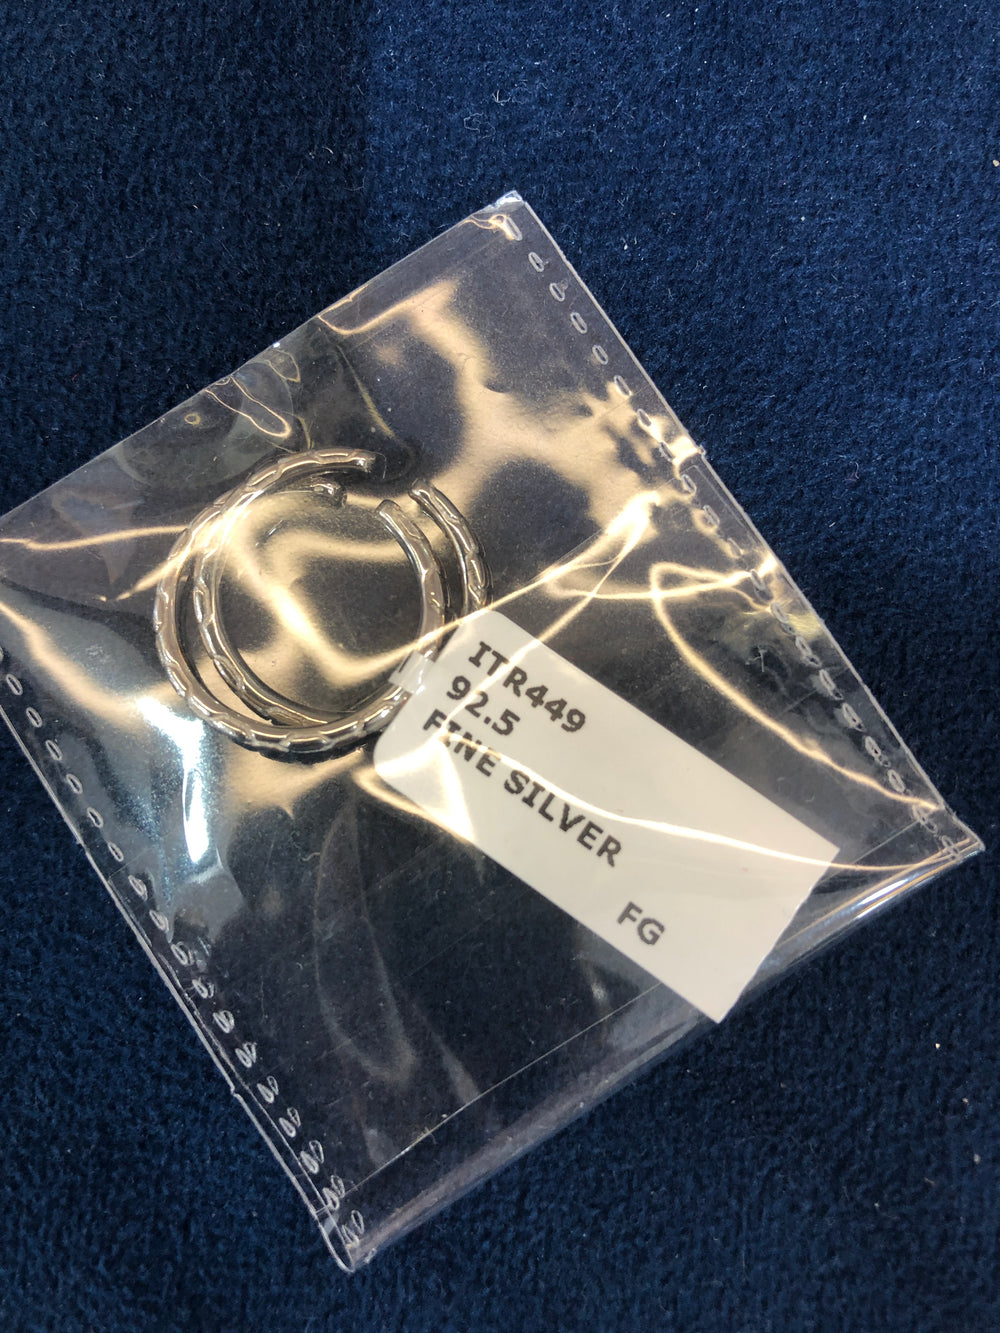 ITR449
92.5
FINE SILVER
FG